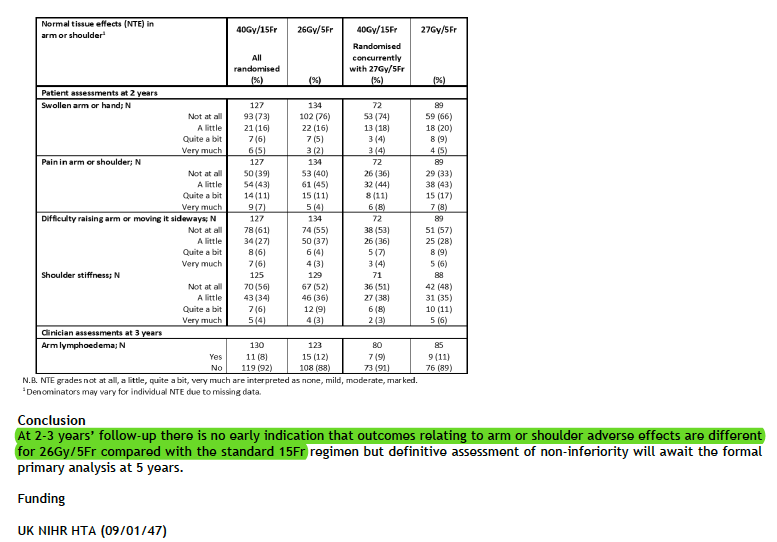 Normal tissue effects (NTE) in 40Gy/15Fr 26Gy/5Fr 40Gy/15Fr 27Gy/5Fr
arm or shoulder¹
All Randomised
randomised concurrently
(%) (%) with 27Gy/5Fr (%)
(%)
Patient assessments at 2 years
Swollen arm or hand; N 127 134 72 89
Not at all 93 (73) 102 (76) 53 (74) 59 (66)
A little 21 (16) 22 (16) 13 (18) 18 (20)
Quite a bit 7 (6) 7 (5) 3 (4) 8 (9)
Very much 6 (5) 3 (2) 3 (4) 4 (5)
Pain in arm or shoulder; N 127 134 72 89
Not at all 50 (39) 53 (40) 26 (36) 29 (33)
A little 54 (43) 61 (45) 32 (44) 38 (43)
Quite a bit 14 (11) 15 (11) 8 (11) 15 (17)
Very much 9 (7) 5 (4) 6 (8) 7 (8)
Difficulty raising arm or moving it sideways; N 127 134 72 89
Not at all 78 (61) 74 (55) 38 (53) 51 (57)
A little 34 (27) 50 (37) 26 (36) 25 (28)
Quite a bit 8 (6) 6 (4) 5 (7) 8 (9)
Very much 7 (6) 4 (3) 3 (4) 5 (6)
Shoulder stiffness; N 125 129 71 88
Not at all 70 (56) 67 (52) 36 (51) 42 (48)
A little 43 (34) 46 (36) 27 (38) 31 (35)
Quite a bit 7 (6) 12 (9) 6 (8) 10 (11)
Very much 5 (4) 4 (3) 2 (3) 5 (6)
Clinician assessments at 3 years
Arm lymphoedema; N 130 123 80 85
Yes 11 (8) 15 (12) 7 (9) 9 (11)
No 119 (92) 108 (88) 73 (91) 76 (89)
N.B. NTE grades not at all, a little, quite a bit, very much are interpreted as none, mild, moderate, marked.
¹ Denominators may vary for individual NTE due to missing data.
Conclusion
At 2-3 years’ follow-up there is no early indication that outcomes relating to arm or shoulder adverse effects are different
for 26Gy/5Fr compared with the standard 15Fr regimen but definitive assessment of non-inferiority will await the formal
primary analysis at 5 years.
Funding
UK NIHR HTA (09/01/47)